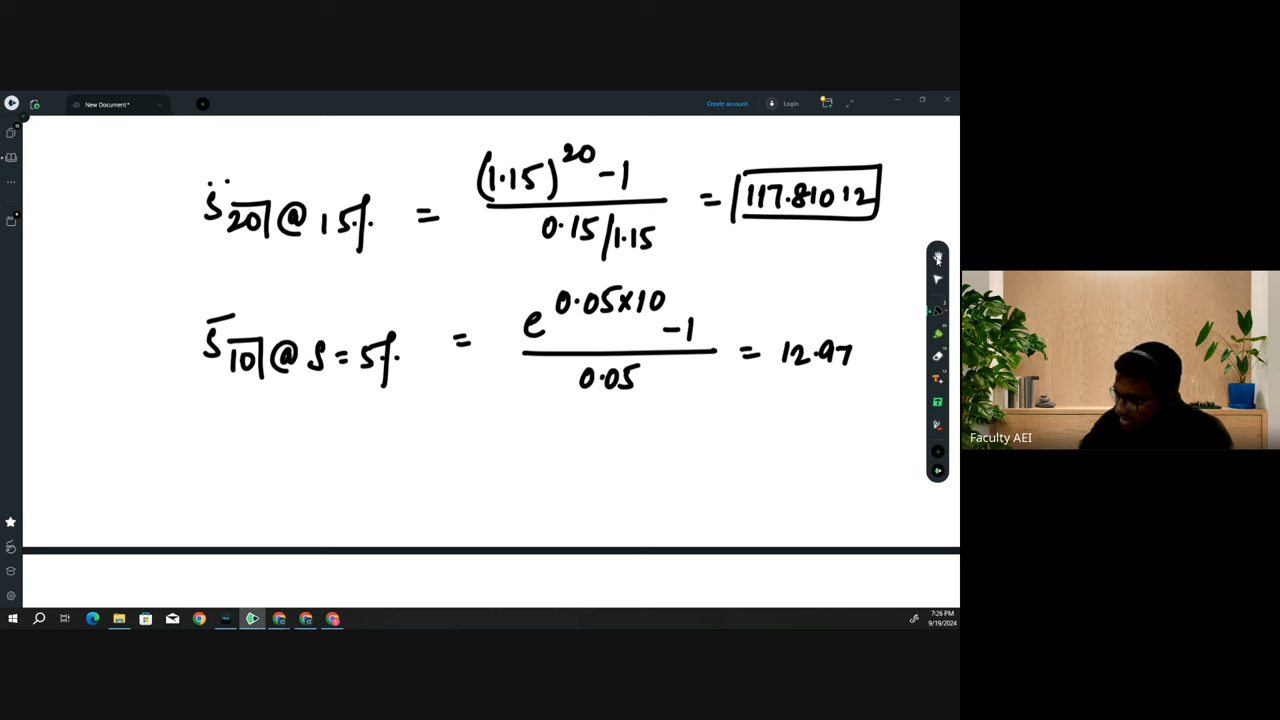 New Document*
Create account
Login
s̈₂₀⌉ @ 15% = (1.15)^20 - 1 / 0.15/1.15 = 117.81012
s̄₁₀⌉ @ δ = 5% = e^0.05×10 - 1 / 0.05 = 12.97
Faculty AEI
7:26 PM
9/19/2024